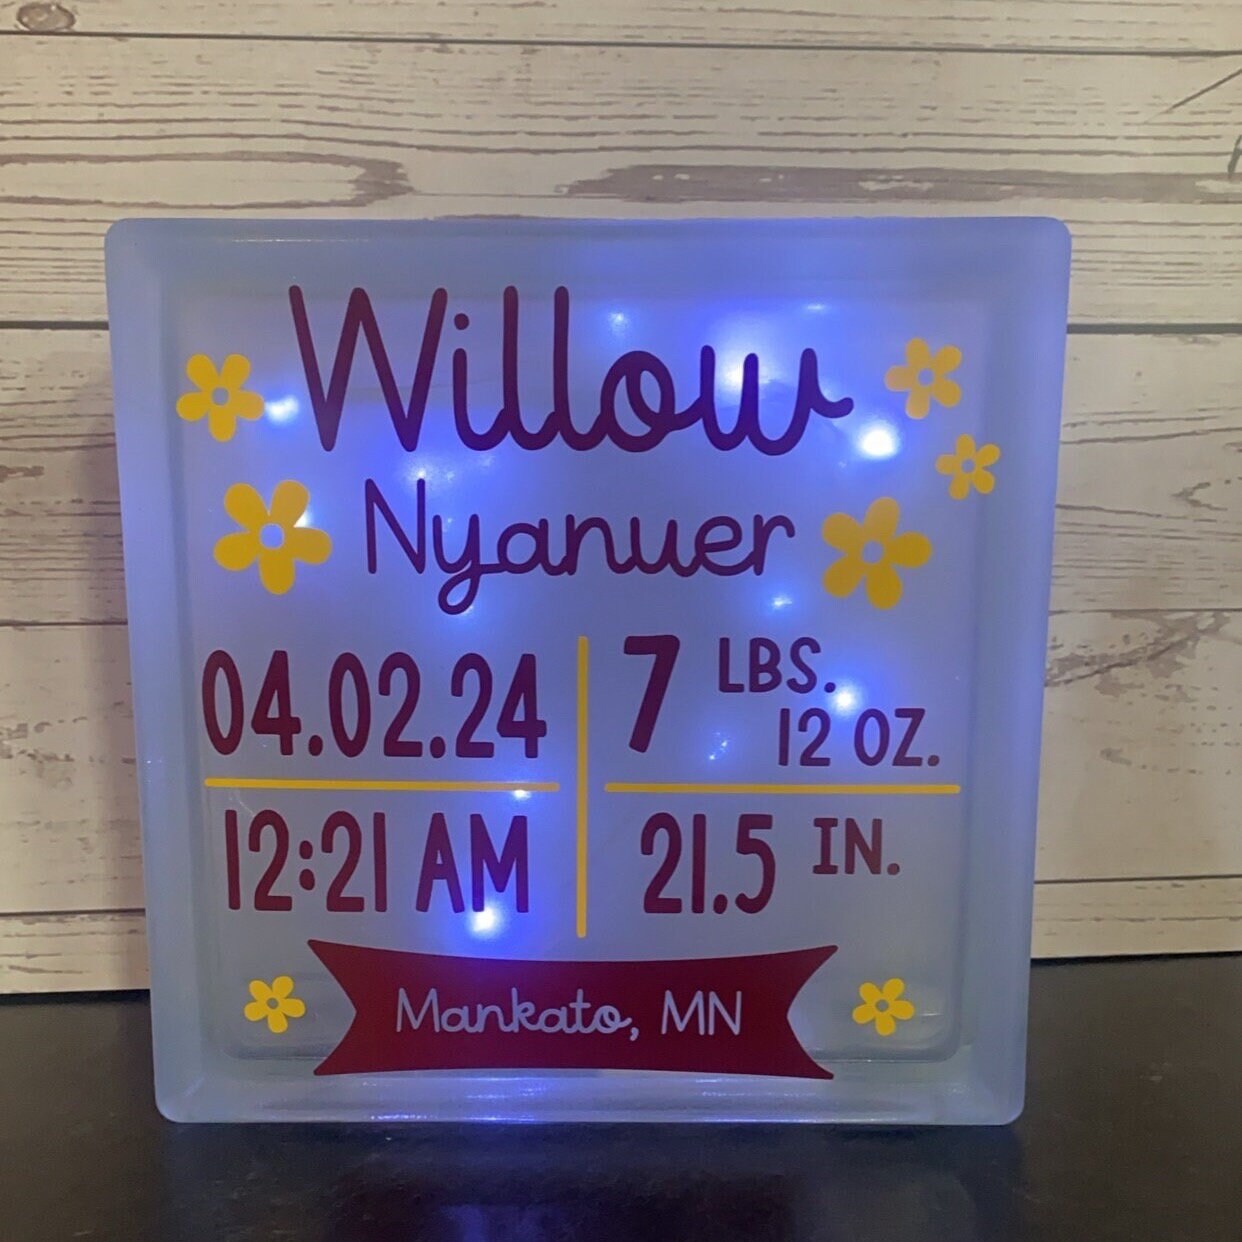 Willow
Nyanuer
04.02.24
7 LBS.
12 OZ.
12:21 AM
21.5 IN.
Mankato, MN